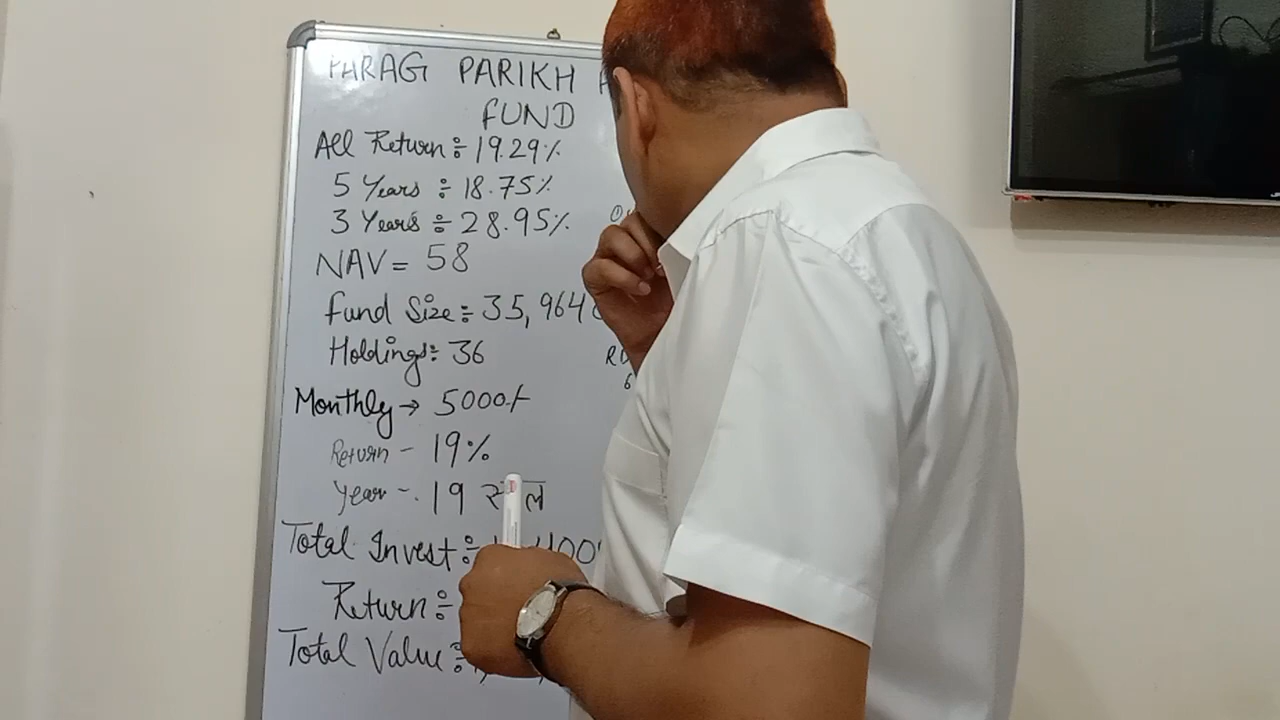 PARAG PARIKH
FUND
All Return ÷ 19.29%
5 Years ÷ 18.75%
3 Years ÷ 28.95%
NAV = 58
Fund Size ÷ 35,964
Holdings ÷ 36
Monthly → 5000/-
Return - 19%
Year - 19 साल
Total Invest ÷
Return ÷
Total Value ÷